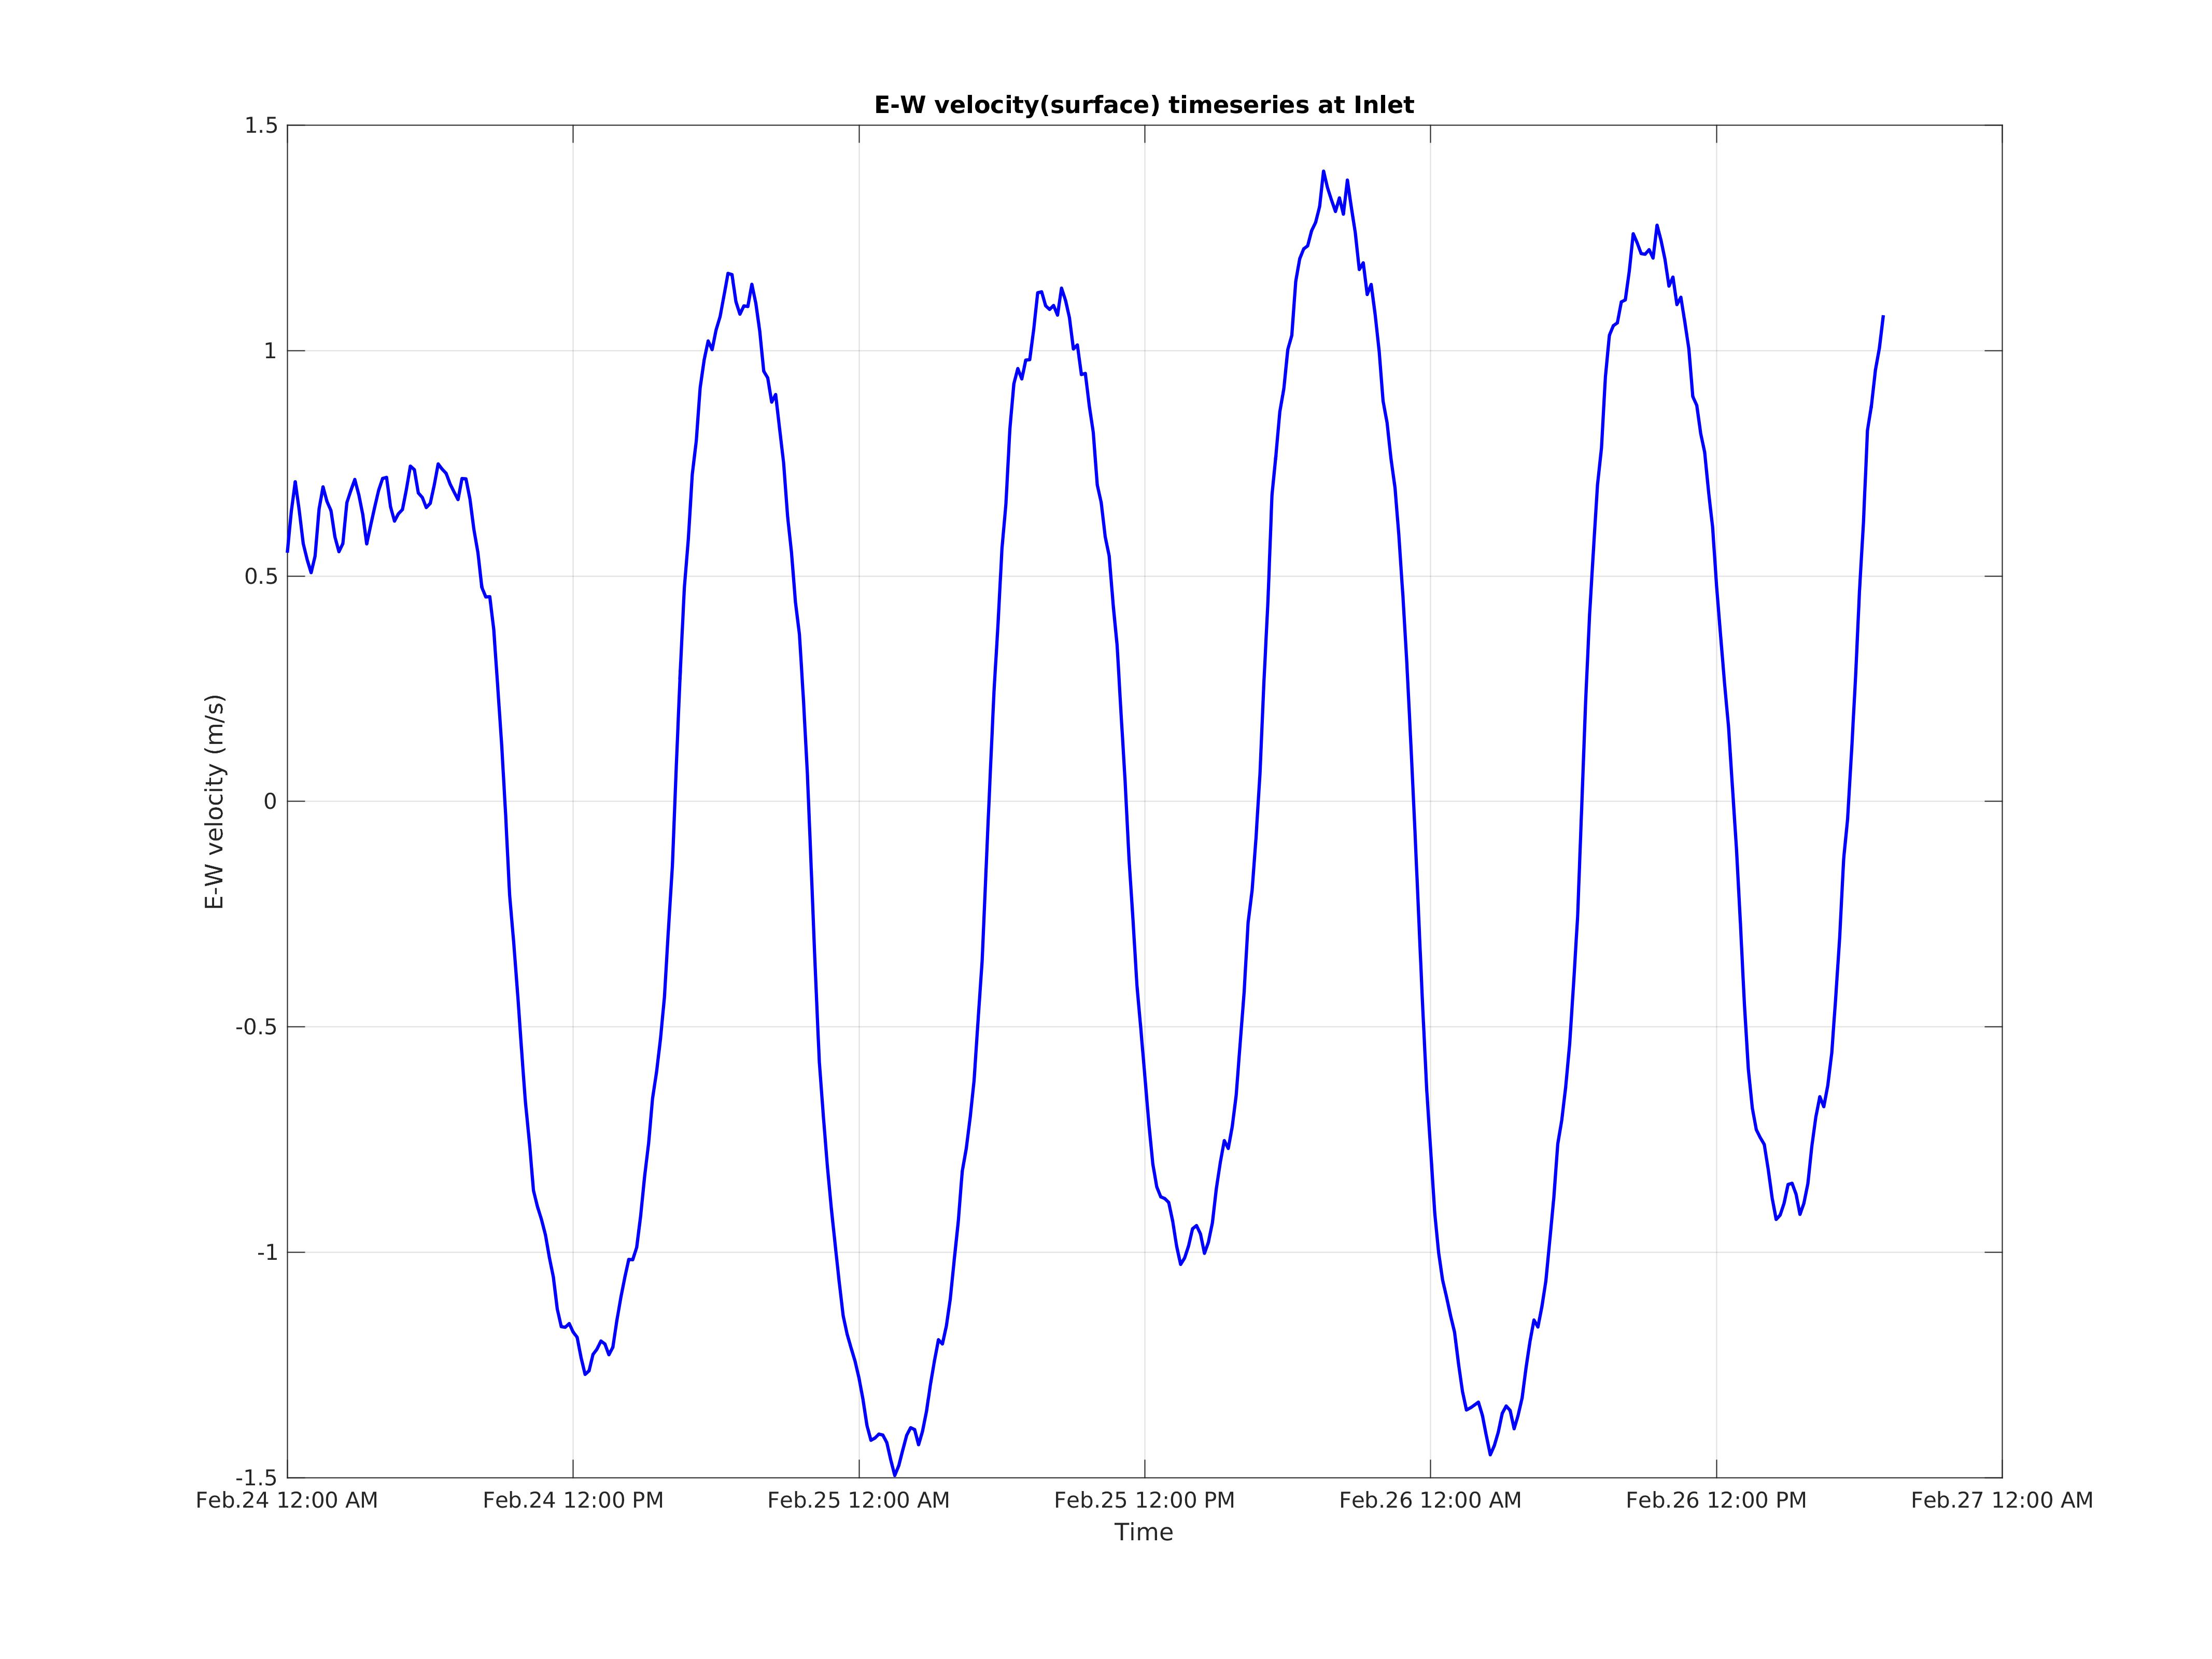 E-W velocity(surface) timeseries at Inlet
1.5
1
0.5
0
-0.5
-1
-1.5
E-W velocity (m/s)
Feb.24 12:00 AM
Feb.24 12:00 PM
Feb.25 12:00 AM
Feb.25 12:00 PM
Feb.26 12:00 AM
Feb.26 12:00 PM
Feb.27 12:00 AM
Time